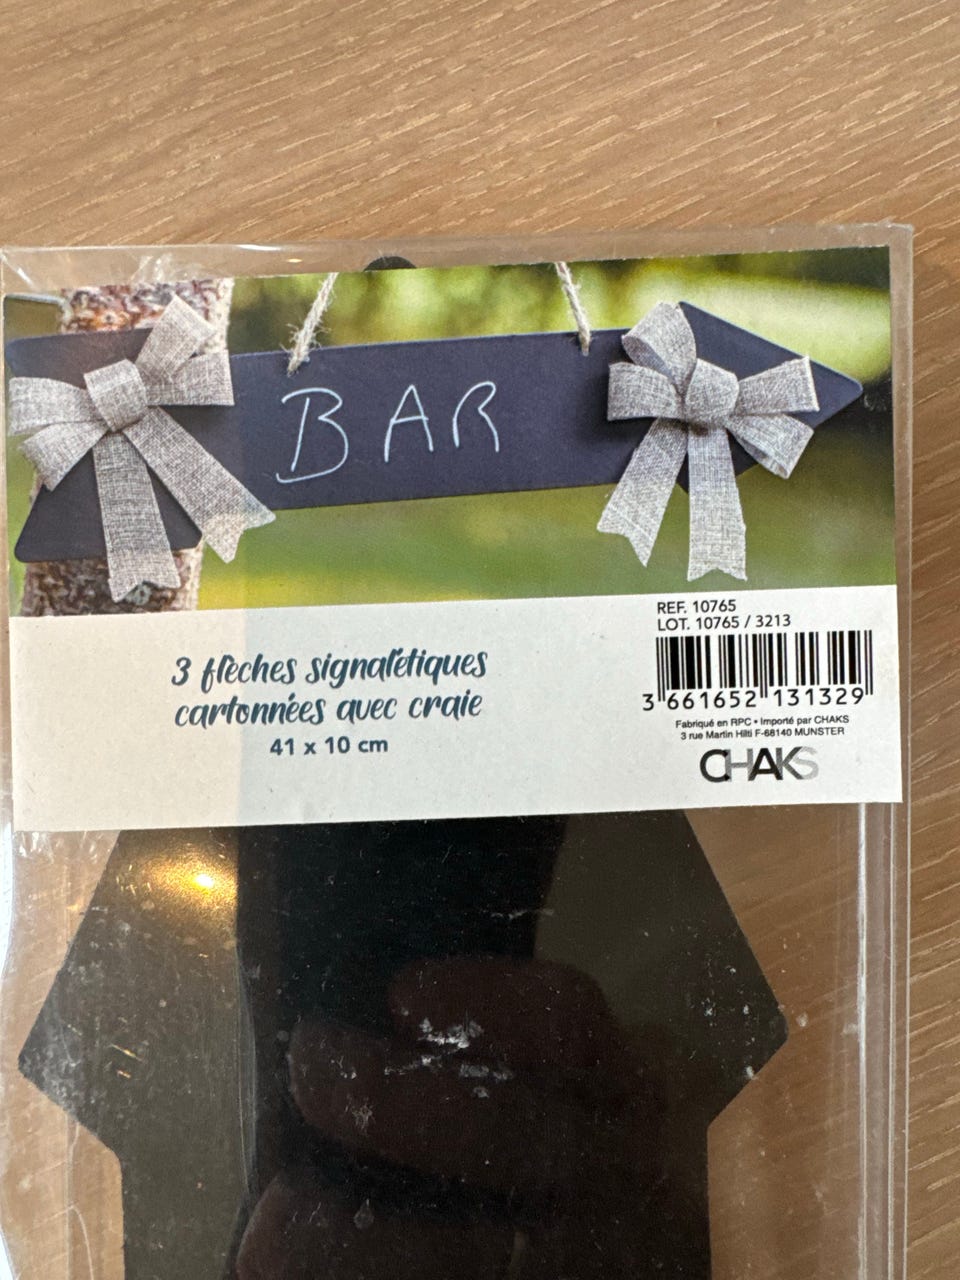 BAR
REF. 10765
LOT. 10765 / 3213
3 flèches signalétiques
cartonnées avec craie
41 x 10 cm
3 661652 131329
Fabriqué en RPC • Importé par CHAKS
3 rue Martin Hilti F-68140 MUNSTER
CHAKS